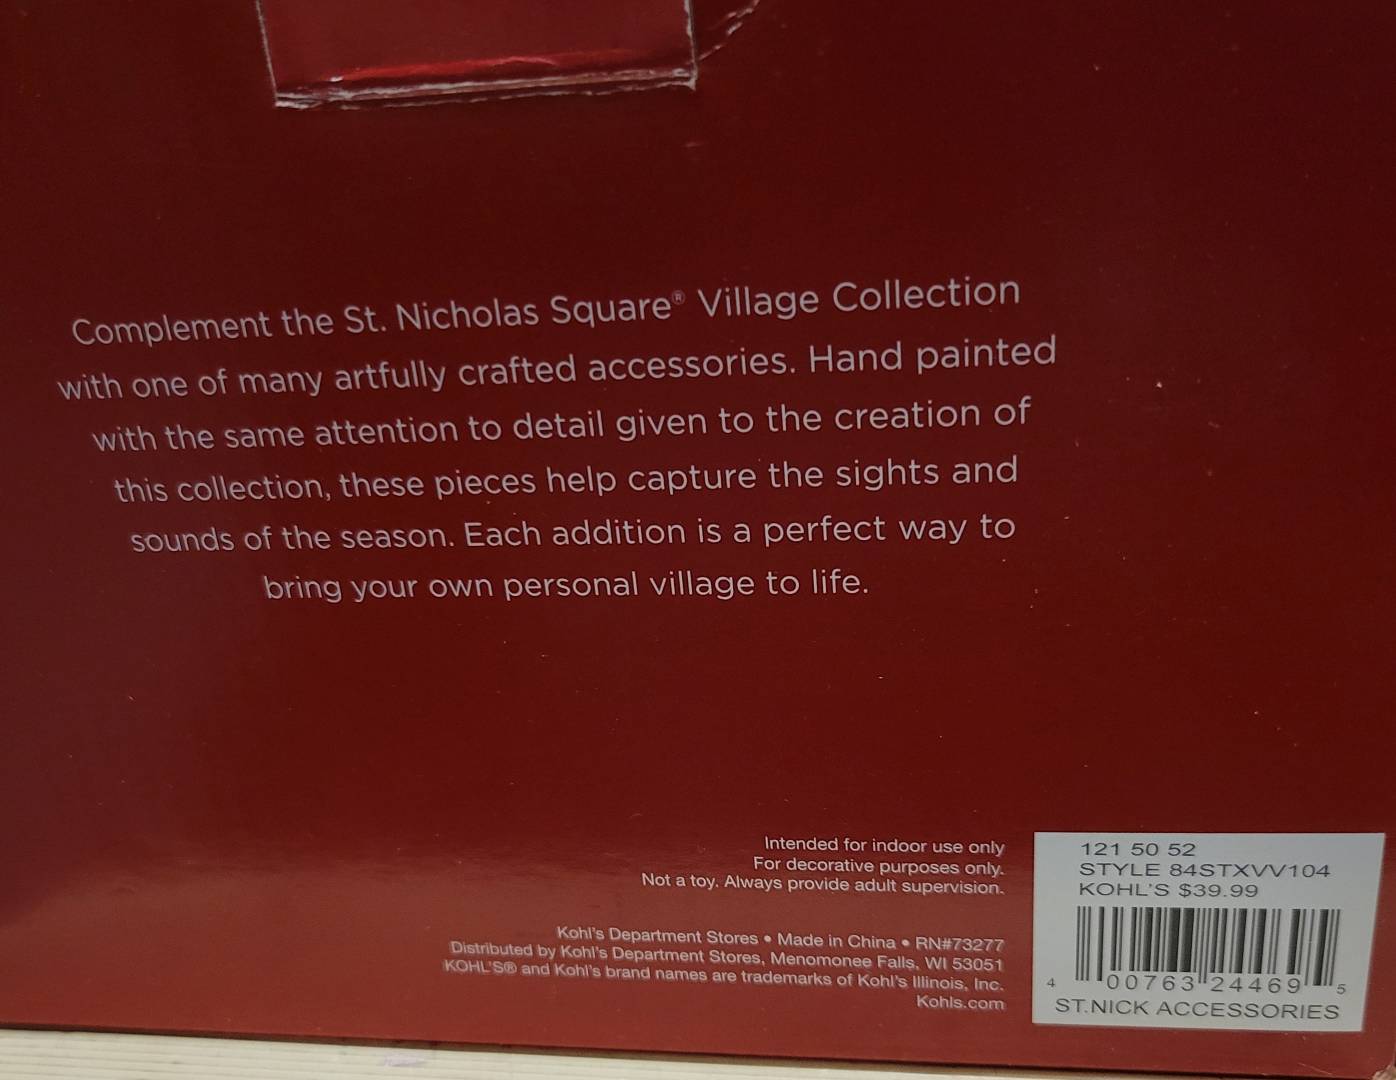 Complement the St. Nicholas Square® Village Collection
with one of many artfully crafted accessories. Hand painted
with the same attention to detail given to the creation of
this collection, these pieces help capture the sights and
sounds of the season. Each addition is a perfect way to
bring your own personal village to life.
Intended for indoor use only
For decorative purposes only.
Not a toy. Always provide adult supervision.
Kohl's Department Stores • Made in China • RN#73277
Distributed by Kohl's Department Stores, Menomonee Falls, WI 53051
KOHL'S® and Kohl's brand names are trademarks of Kohl's Illinois, Inc.
Kohls.com
121 50 52
STYLE 84STXVV104
KOHL'S $39.99
4 00763 24469 5
ST.NICK ACCESSORIES